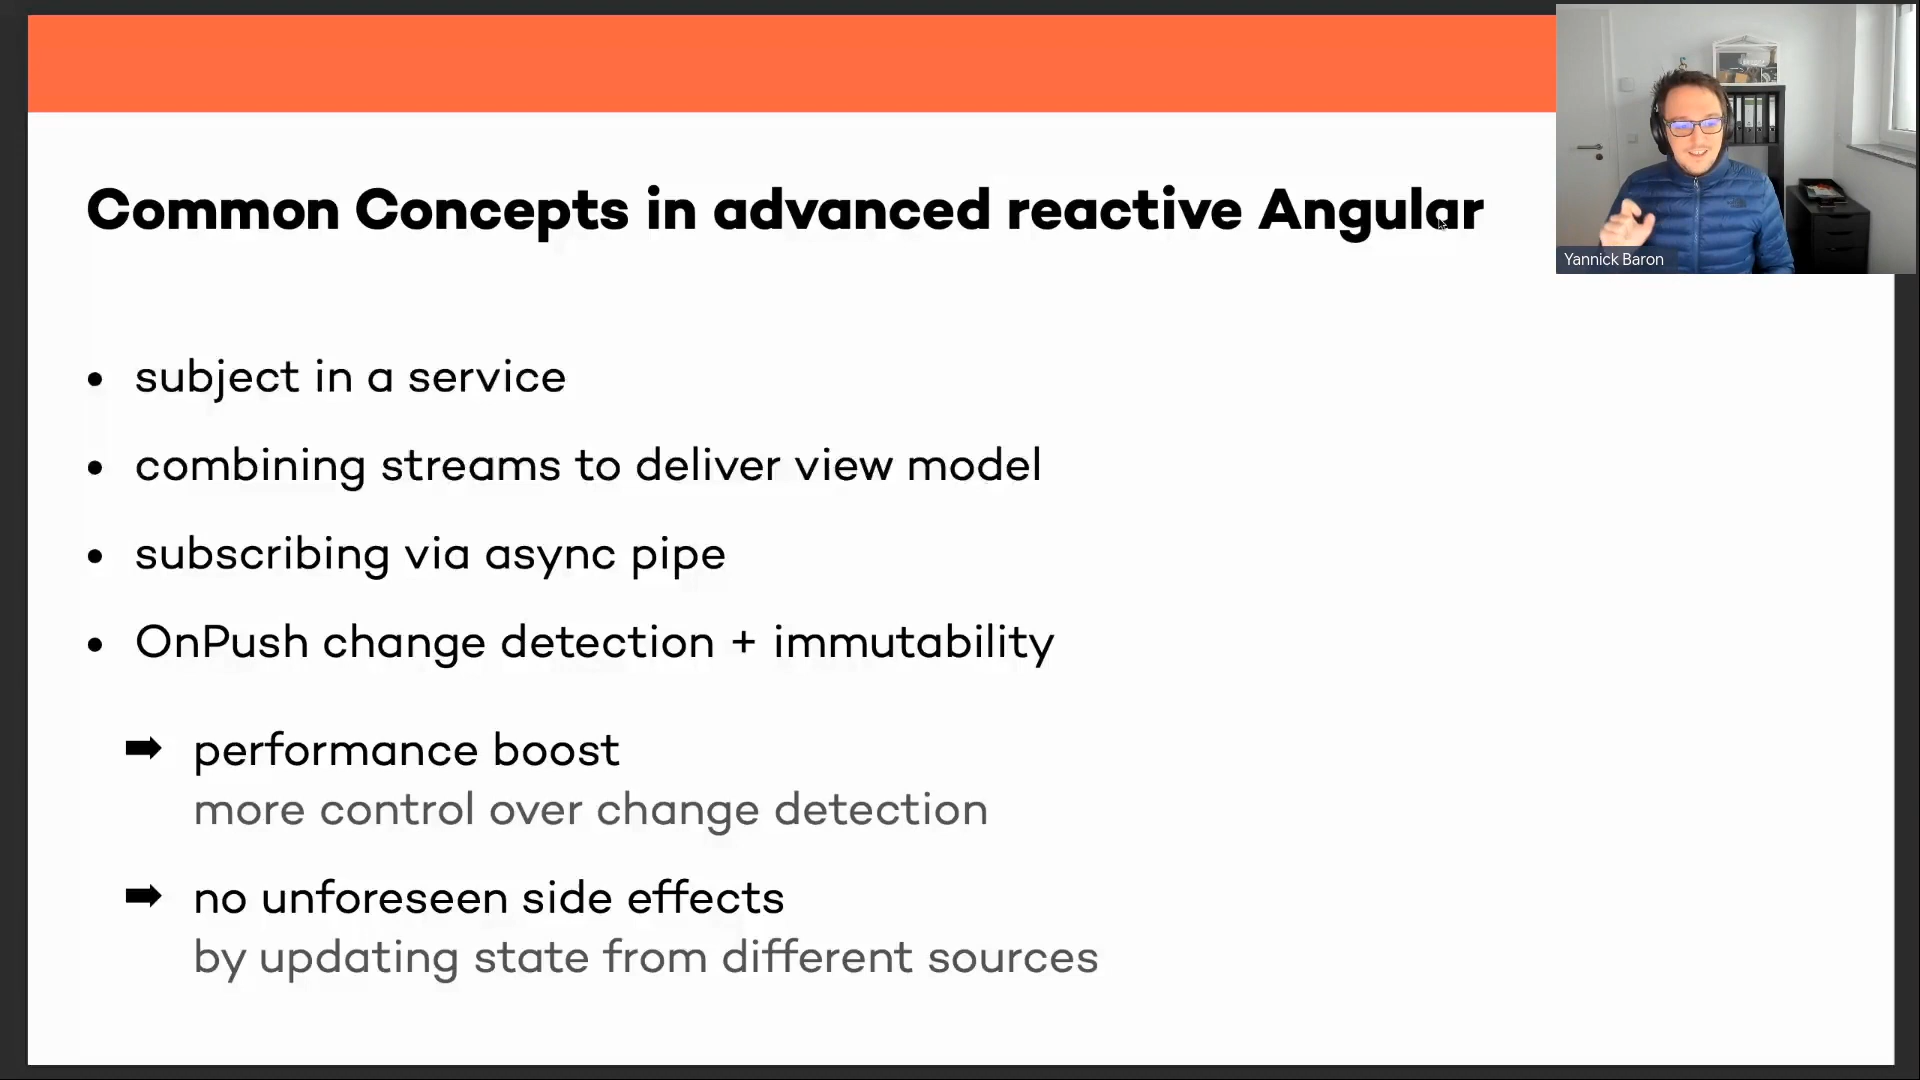 Common Concepts in advanced reactive Angular
Yannick Baron
• subject in a service
• combining streams to deliver view model
• subscribing via async pipe
• OnPush change detection + immutability
➡ performance boost
more control over change detection
➡ no unforeseen side effects
by updating state from different sources